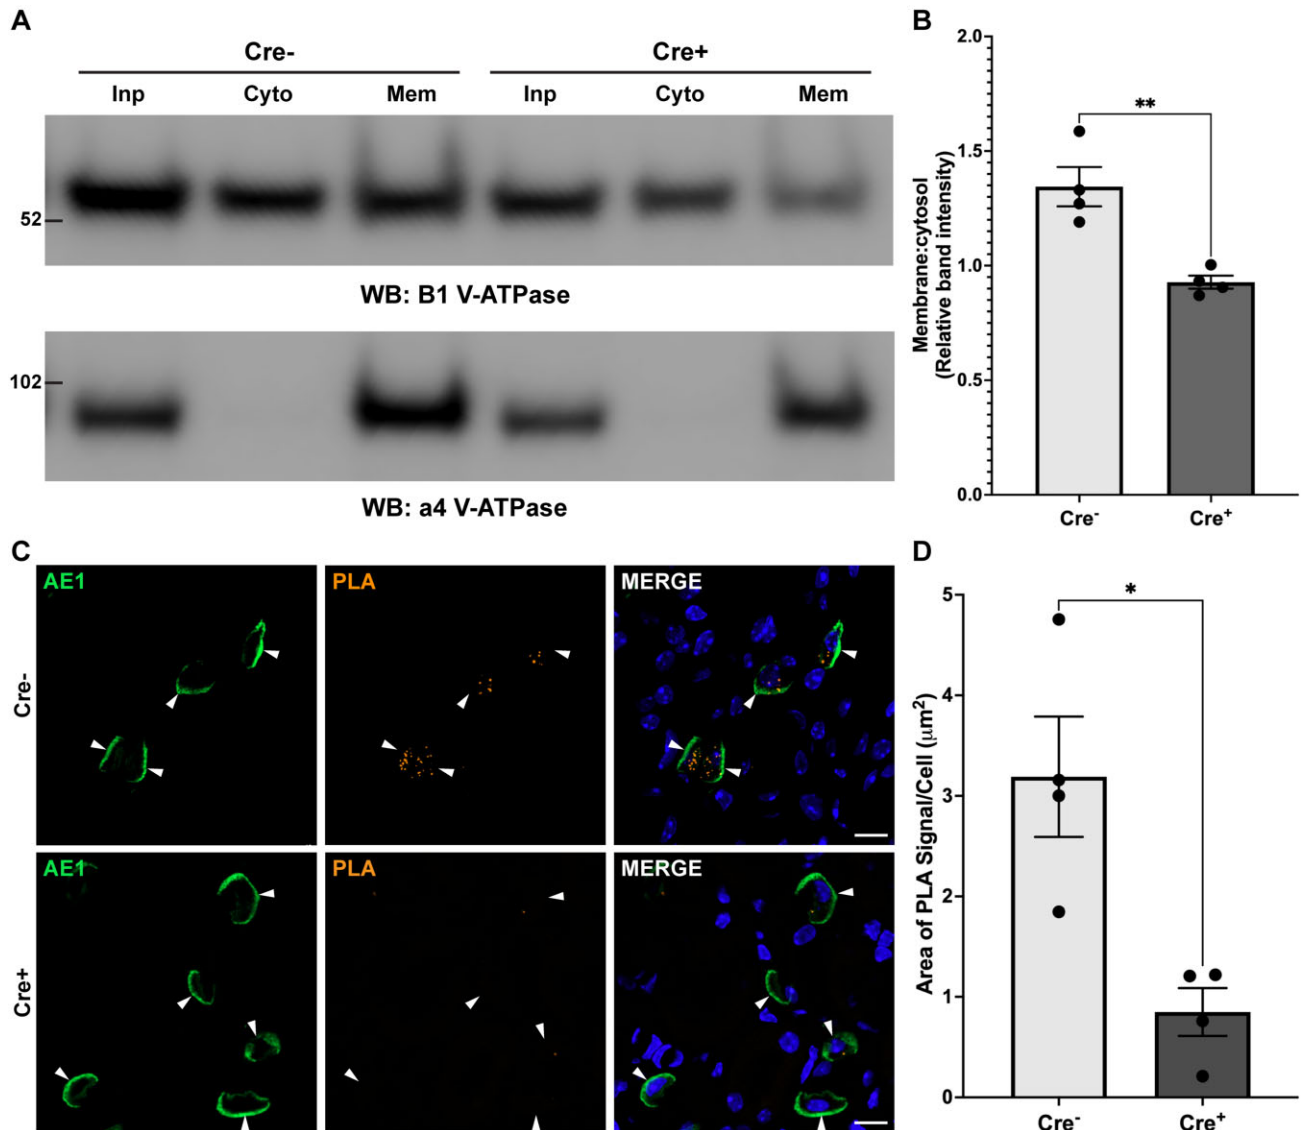 A
Cre- Cre+
Inp Cyto Mem Inp Cyto Mem
52
WB: B1 V-ATPase
102
WB: a4 V-ATPase
B
Membrane:cytosol
(Relative band intensity)
2.0
1.5
1.0
0.5
0.0
**
Cre⁻ Cre⁺
C
Cre-
AE1 PLA MERGE
Cre+
AE1 PLA MERGE
D
Area of PLA Signal/Cell (μm²)
5
4
3
2
1
0
*
Cre⁻ Cre⁺